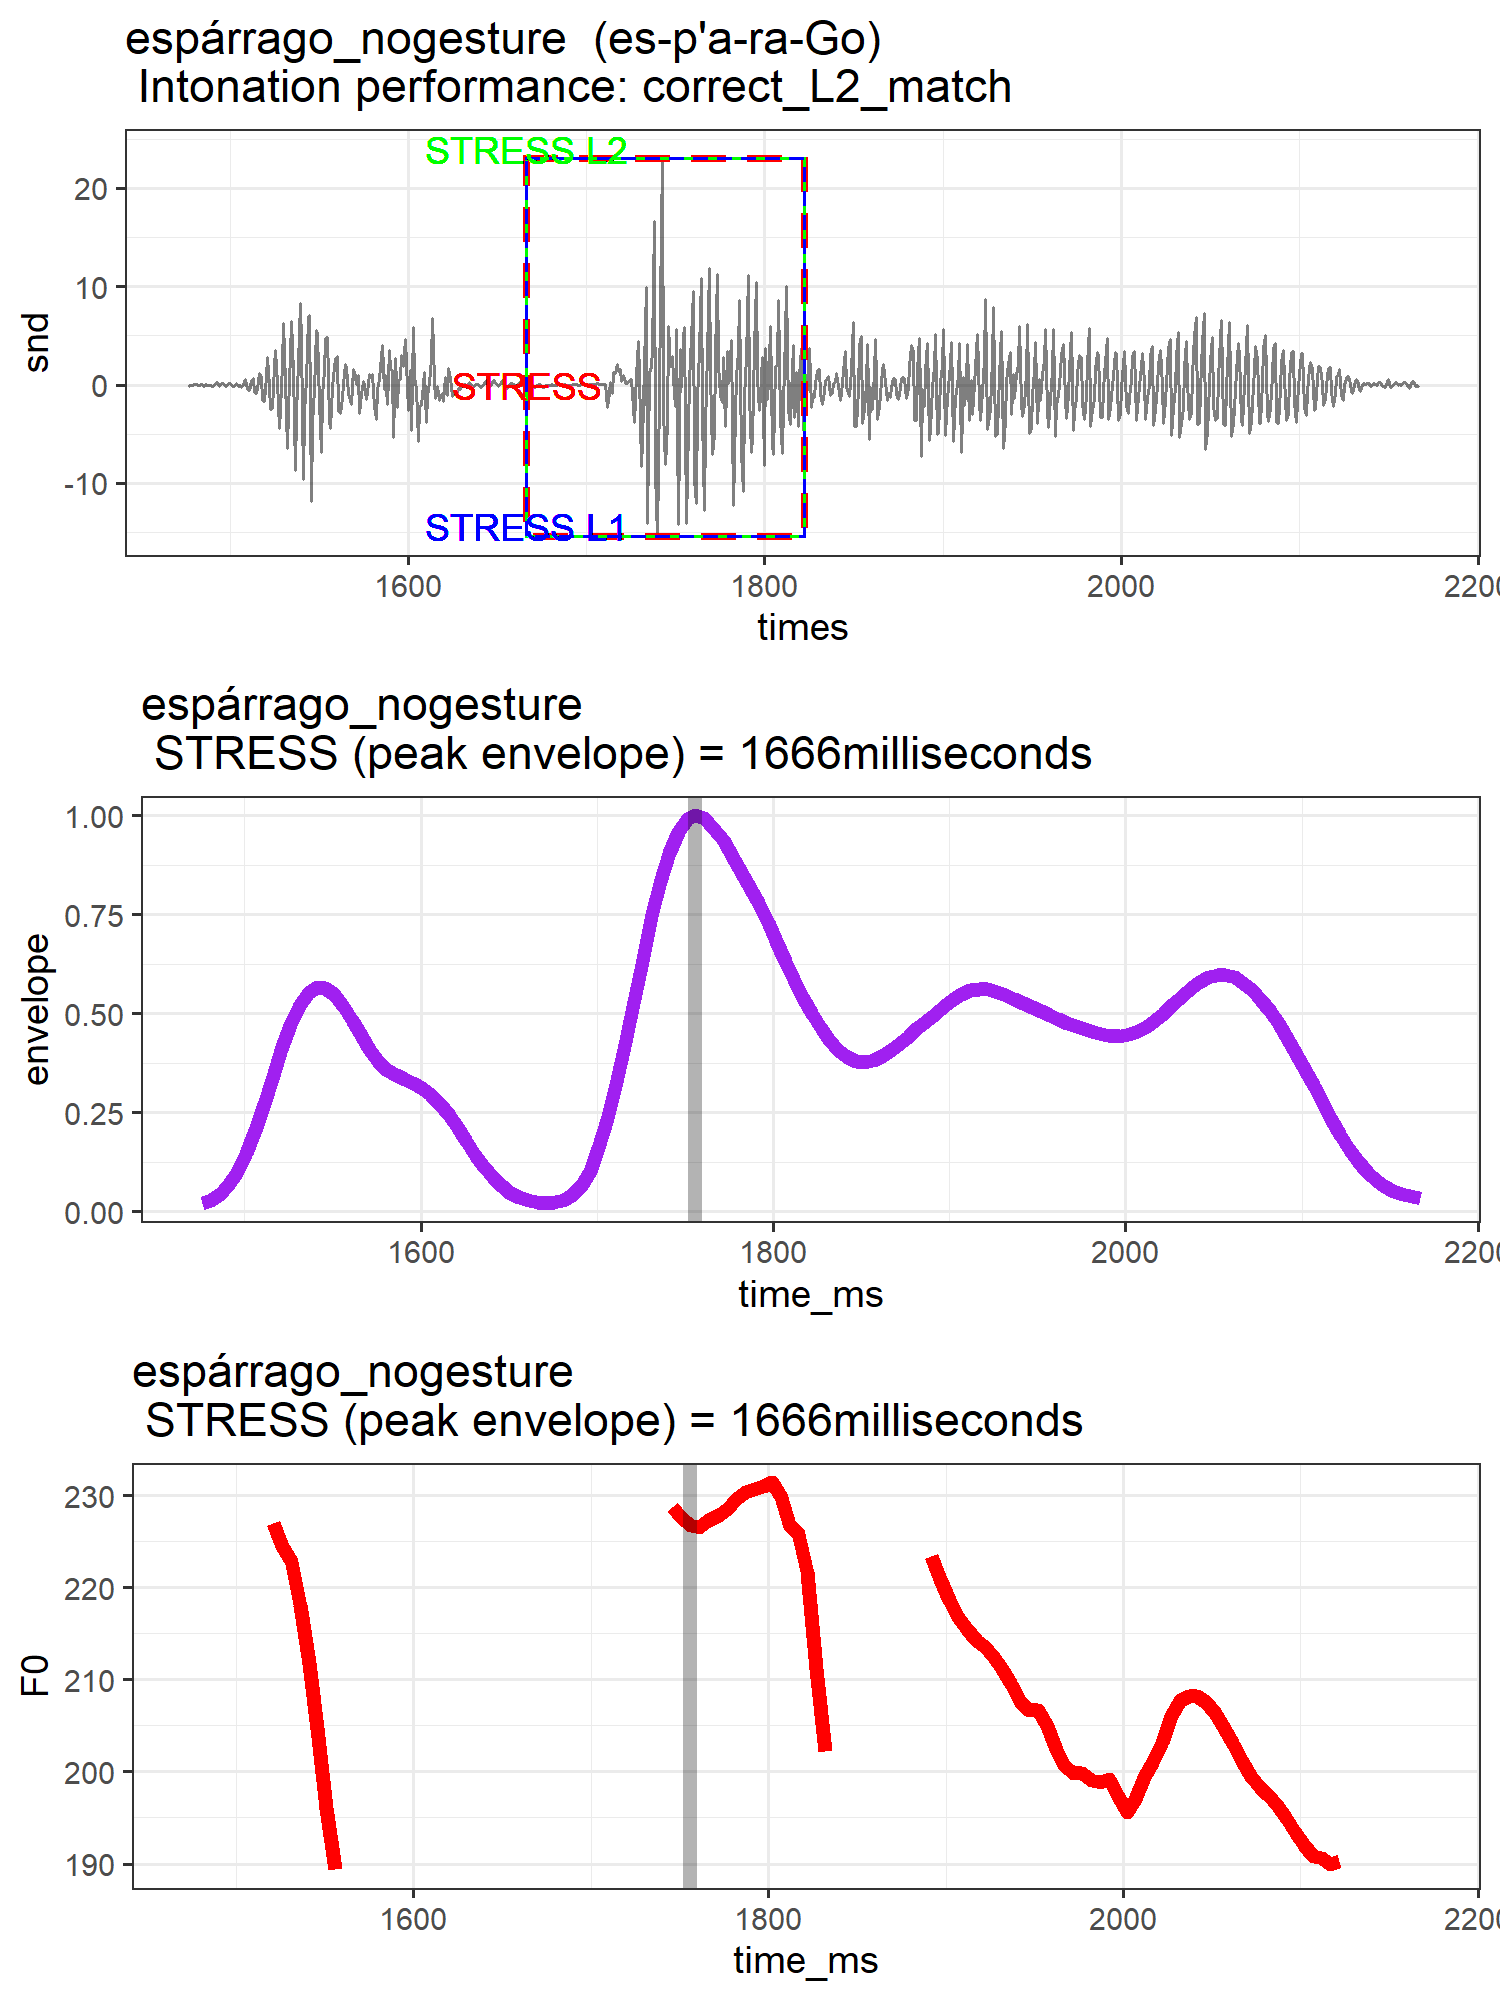 espárrago_nogesture  (es-p'a-ra-Go)
Intonation performance: correct_L2_match
STRESS L2
20
10
0
-10
snd
STRESS
STRESS L1
1600 1800 2000 2200
times
espárrago_nogesture
STRESS (peak envelope) = 1666milliseconds
1.00
0.75
0.50
0.25
0.00
envelope
1600 1800 2000 2200
time_ms
espárrago_nogesture
STRESS (peak envelope) = 1666milliseconds
230
220
210
200
190
F0
1600 1800 2000 2200
time_ms